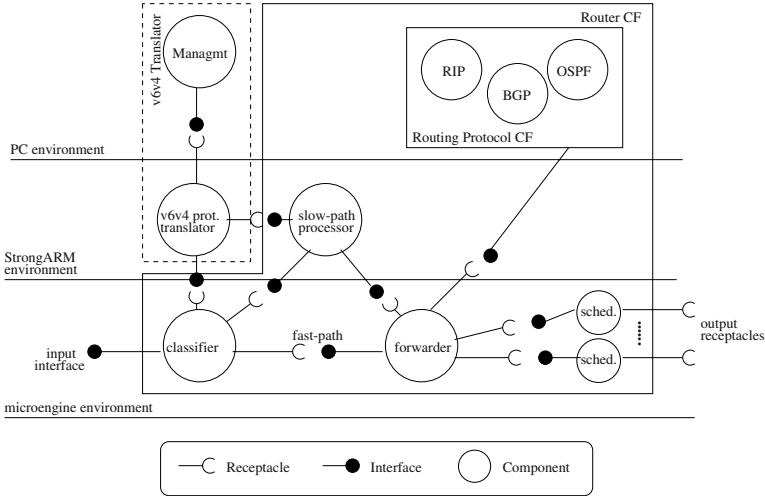 Router CF
v6v4 Translator
Managmt
RIP
OSPF
BGP
Routing Protocol CF
PC environment
v6v4 prot.
translator
slow-path
processor
StrongARM
environment
sched.
output
receptacles
fast-path
input
interface
classifier
forwarder
sched.
microengine environment
Receptacle
Interface
Component